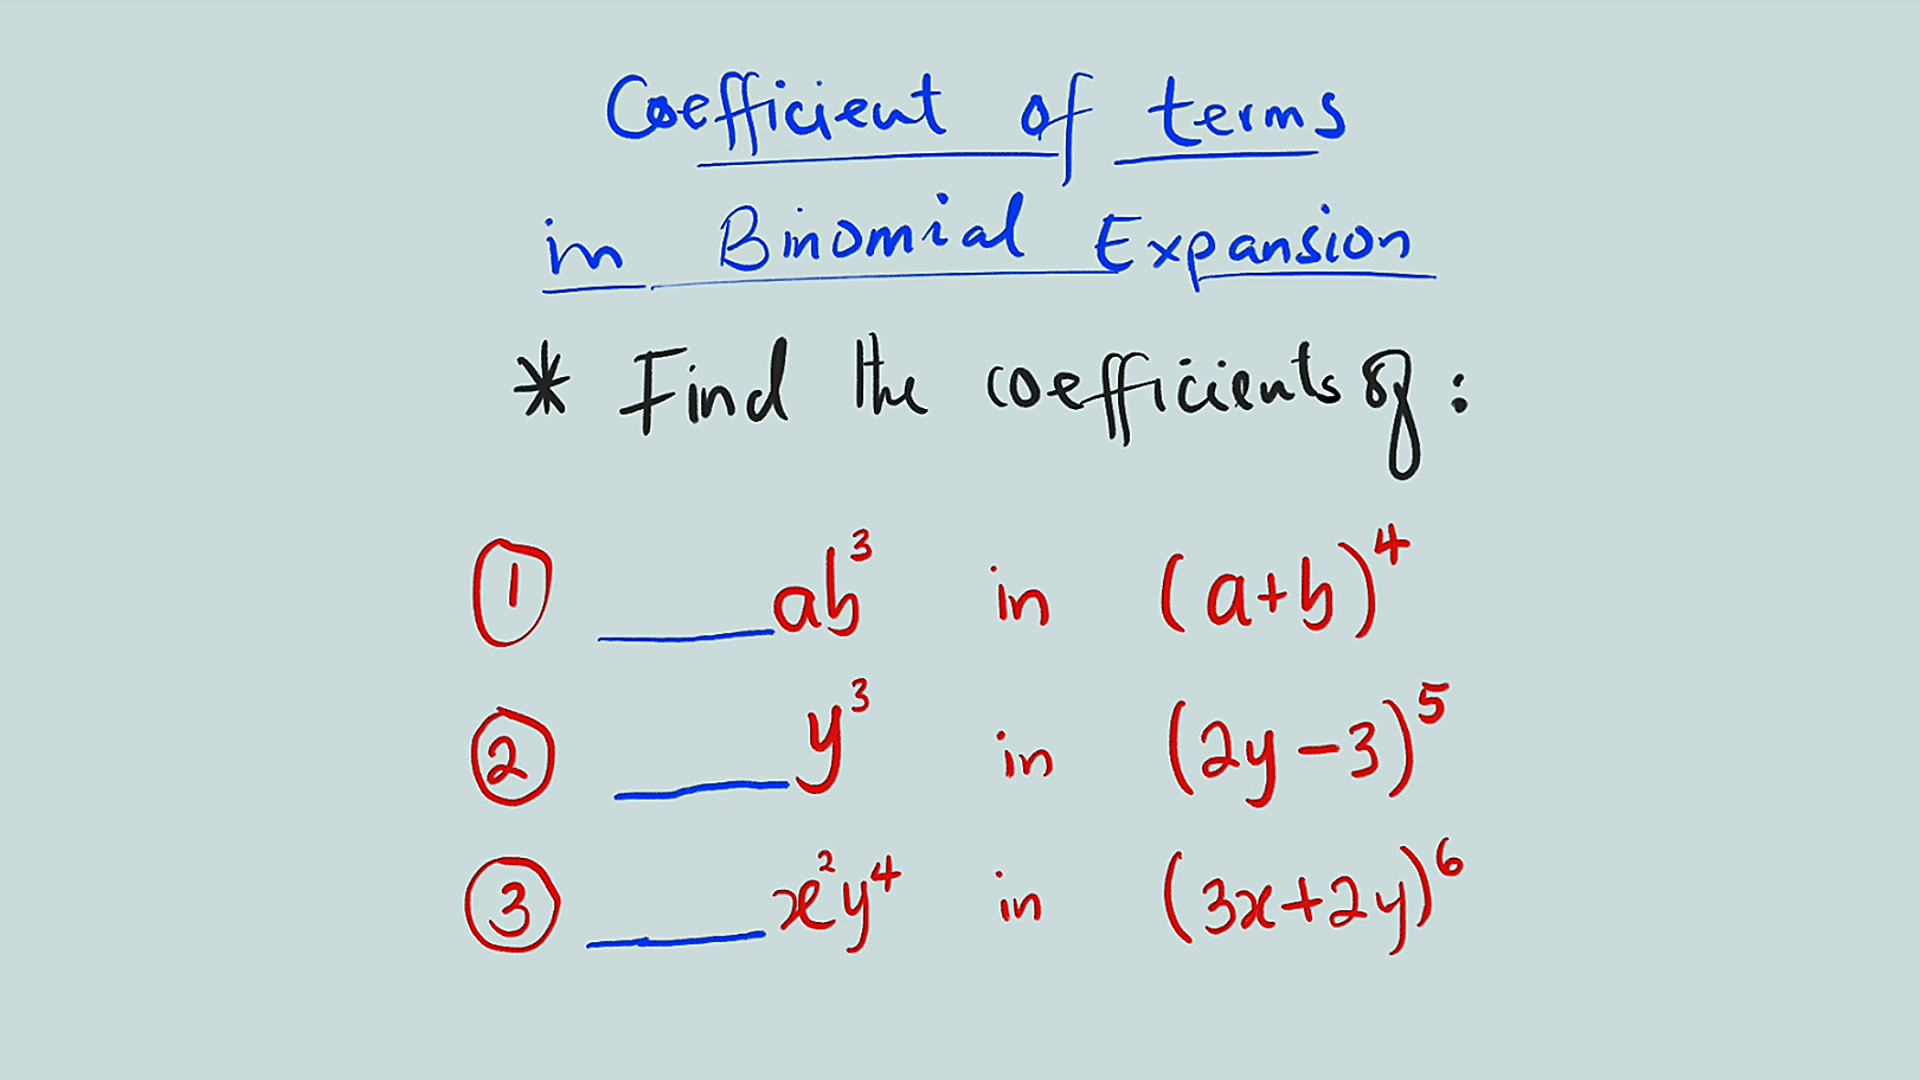 Coefficient of terms
in Binomial Expansion
* Find the coefficients of :
① ____ab³ in (a+b)⁴
② ____y³ in (2y-3)⁵
③ ____x²y⁴ in (3x+2y)⁶